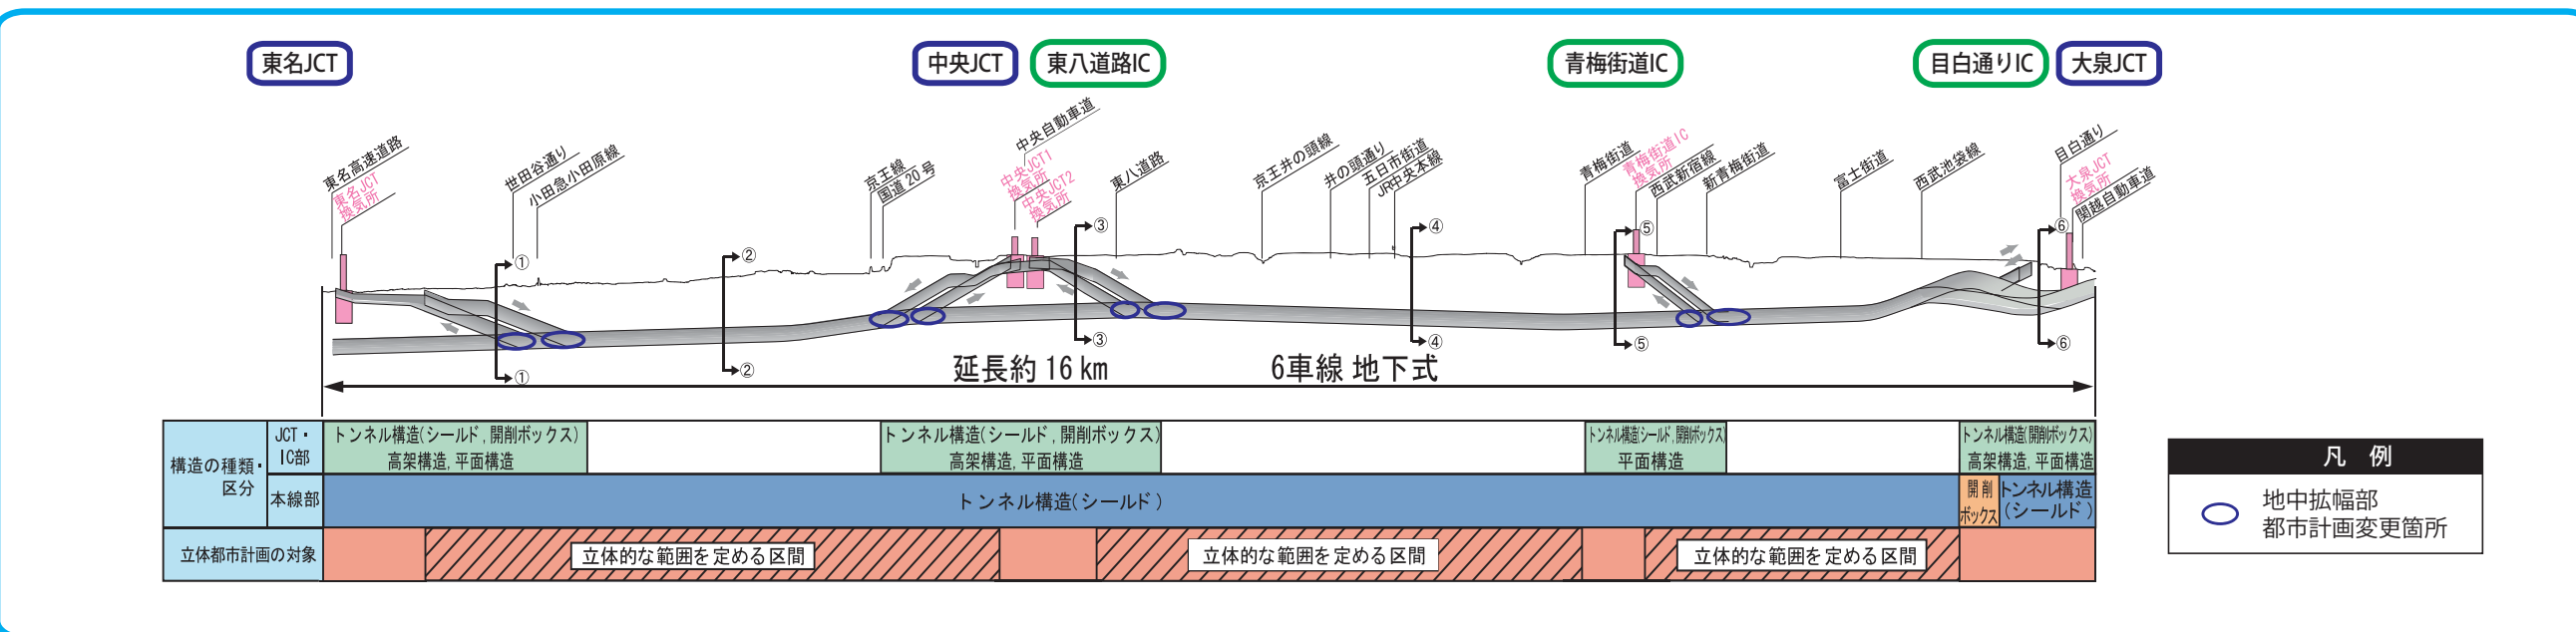 東名JCT
中央JCT
東八道路IC
青梅街道IC
目白通りIC
大泉JCT
東名高速道路
東名JCT
換気所
世田谷通り
小田急小田原線
京王線
国道20号
中央自動車道
中央JCT1
換気所
中央JCT2
換気所
東八道路
京王井の頭線
井の頭通り
五日市街道
JR中央本線
青梅街道
青梅街道IC
換気所
西武新宿線
新青梅街道
富士街道
西武池袋線
目白通り
大泉JCT
換気所
関越自動車道
①
②
③
④
⑤
⑥
①
②
③
④
⑤
⑥
延長約16km
6車線 地下式
構造の種類・
区分
JCT・
IC部
トンネル構造(シールド,開削ボックス)
高架構造,平面構造
トンネル構造(シールド,開削ボックス)
高架構造,平面構造
トンネル構造(シールド,開削ボックス)
平面構造
トンネル構造(開削ボックス)
高架構造,平面構造
本線部
トンネル構造(シールド)
開削
ボックス
トンネル構造
(シールド)
立体都市計画の対象
立体的な範囲を定める区間
立体的な範囲を定める区間
立体的な範囲を定める区間
凡 例
地中拡幅部
都市計画変更箇所